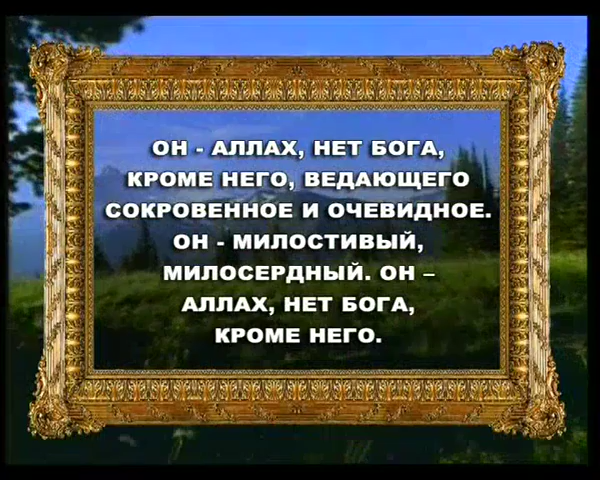 ОН - АЛЛАХ, НЕТ БОГА,
КРОМЕ НЕГО, ВЕДАЮЩЕГО
СОКРОВЕННОЕ И ОЧЕВИДНОЕ.
ОН - МИЛОСТИВЫЙ,
МИЛОСЕРДНЫЙ. ОН –
АЛЛАХ, НЕТ БОГА,
КРОМЕ НЕГО.